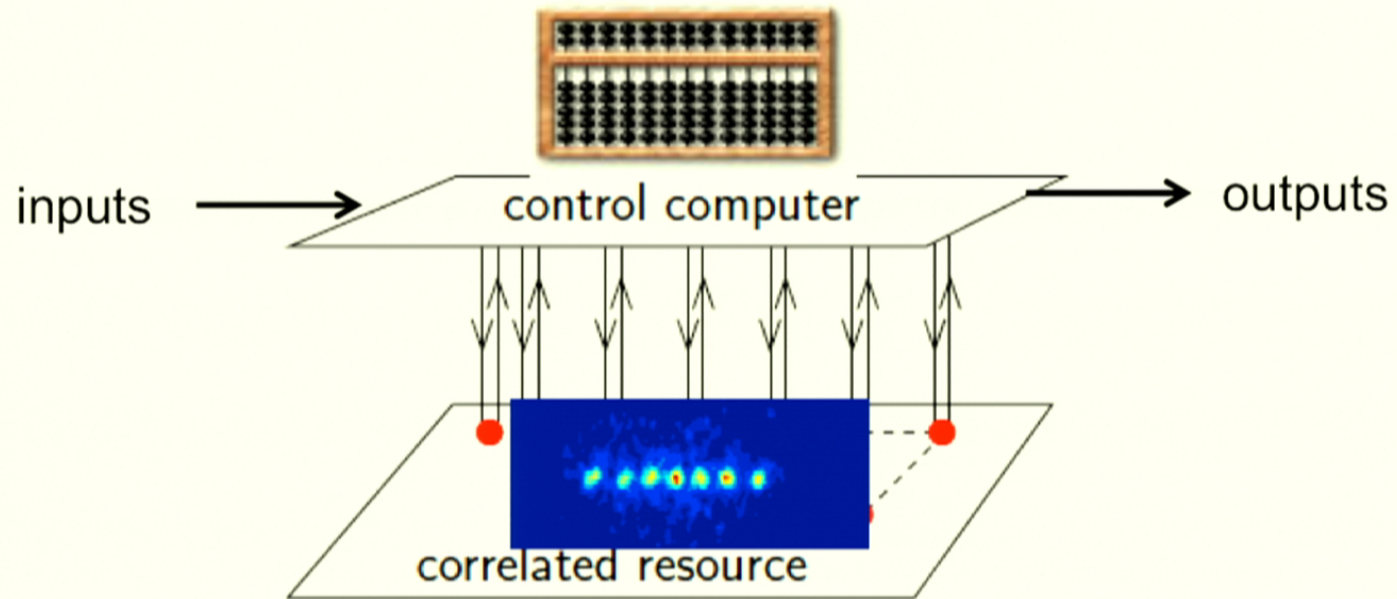 inputs
control computer
outputs
correlated resource